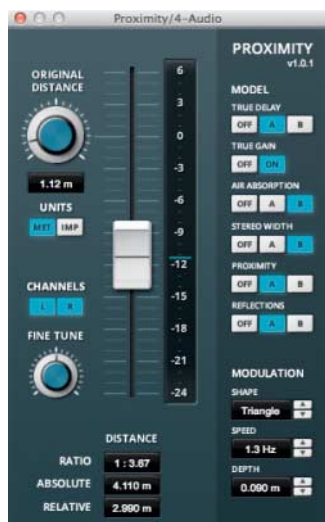 Proximity/4-Audio
ORIGINAL
DISTANCE
1.12 m
UNITS
MET IMP
CHANNELS
L R
FINE TUNE
6
3
0
-3
-6
-9
-12
-15
-18
-21
-24
DISTANCE
RATIO 1 : 3.67
ABSOLUTE 4.110 m
RELATIVE 2.990 m
PROXIMITY
v1.0.1
MODEL
TRUE DELAY
OFF A B
TRUE GAIN
OFF ON
AIR ABSORPTION
OFF A B
STEREO WIDTH
OFF A B
PROXIMITY
OFF A B
REFLECTIONS
OFF A B
MODULATION
SHAPE
Triangle
SPEED
1.3 Hz
DEPTH
0.090 m